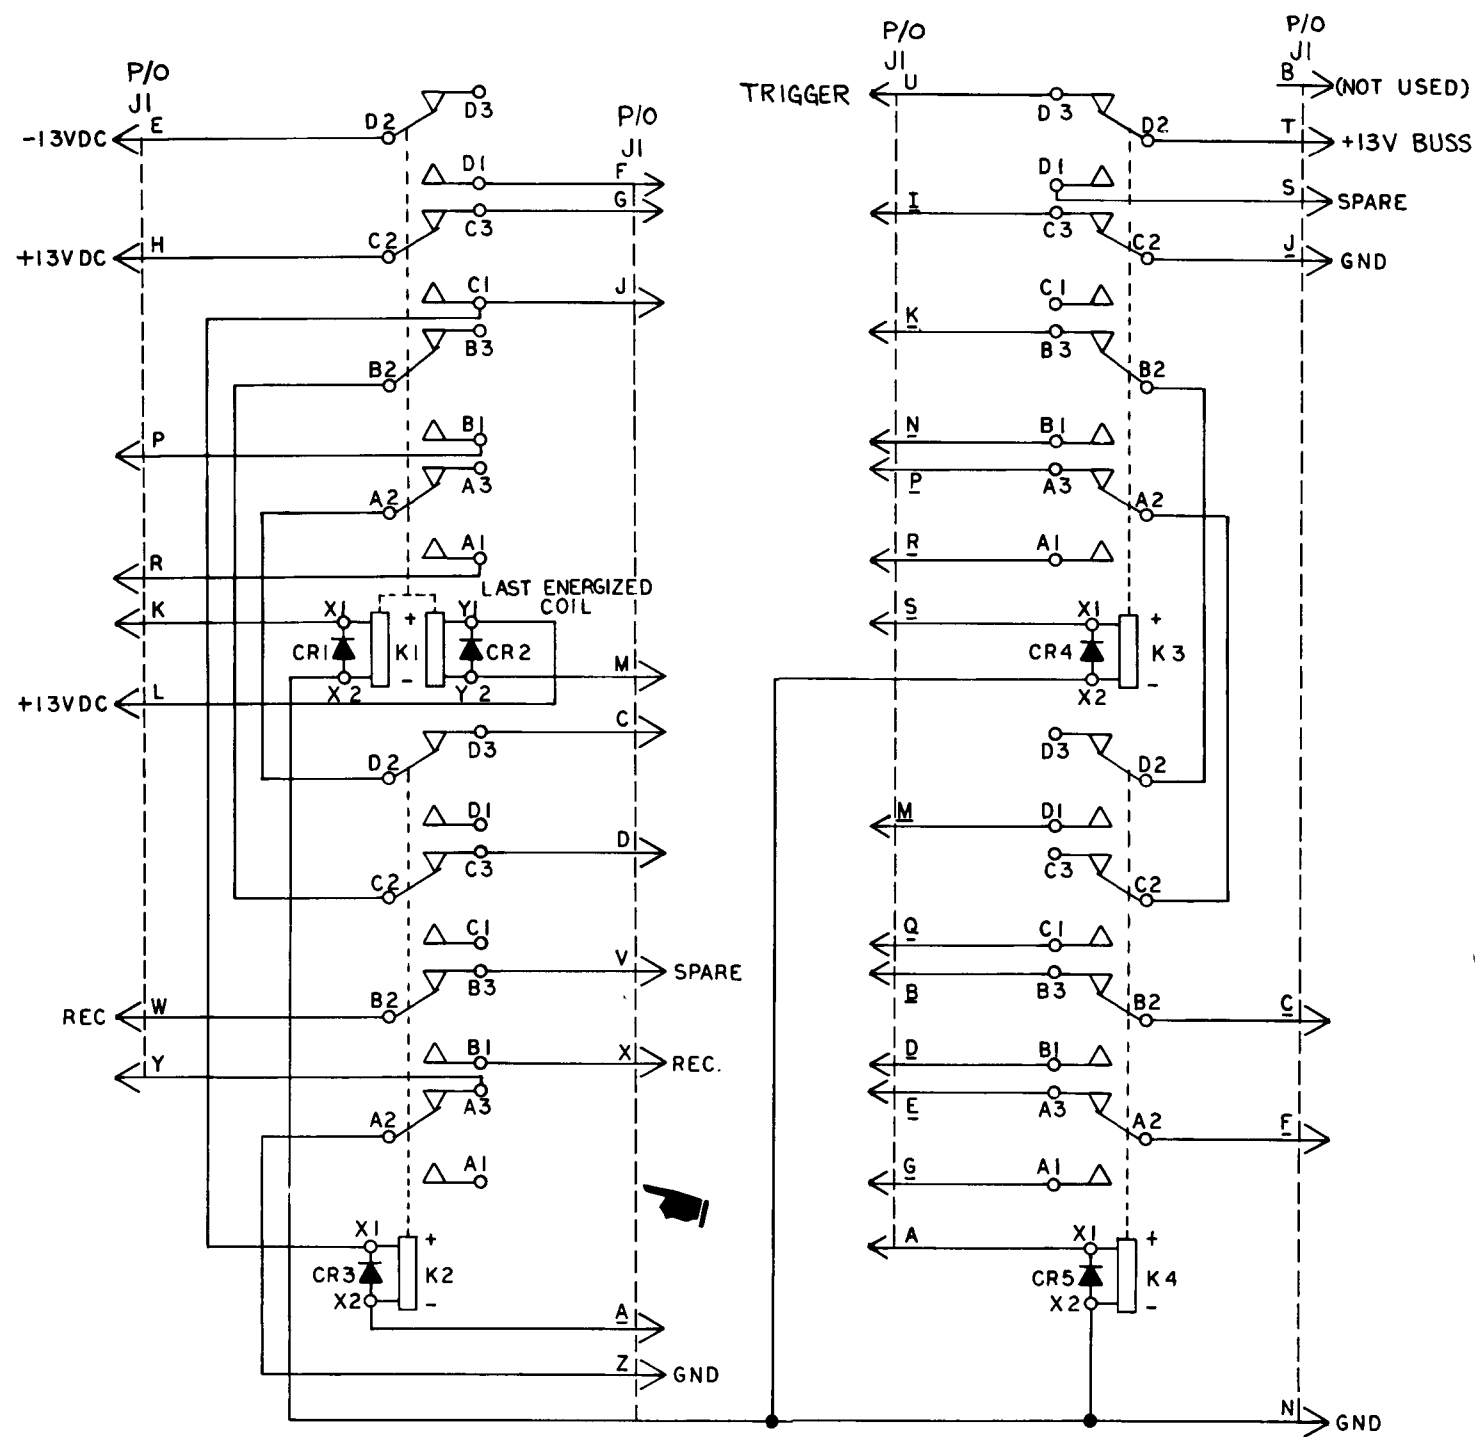 P/O
J1
E
-13VDC
D2
D3
P/O
J1
D1
F
G
H
+13VDC
C2
C3
C1
J
B3
B2
P
B1
A2
A3
R
A1
LAST ENERGIZED
COIL
K
X1
+
Y1
CR1
K1
CR2
M
-
X2
Y2
+13VDC
L
C
D3
D2
D1
D
C3
C2
C1
V
SPARE
B3
REC
W
B2
B1
X
REC.
Y
A3
A2
A1
X1
+
CR3
K2
X2
-
A
Z
GND
P/O
J1
P/O
J1
TRIGGER
U
D3
B
(NOT USED)
D2
T
+13V BUSS
D1
S
SPARE
I
C3
C2
J
GND
C1
K
B3
B2
N
B1
P
A3
A2
R
A1
S
X1
+
CR4
K3
X2
-
D3
D2
M
D1
C3
C2
Q
C1
B
B3
B2
C
D
B1
E
A3
A2
F
G
A1
A
X1
+
CR5
K4
X2
-
N
GND